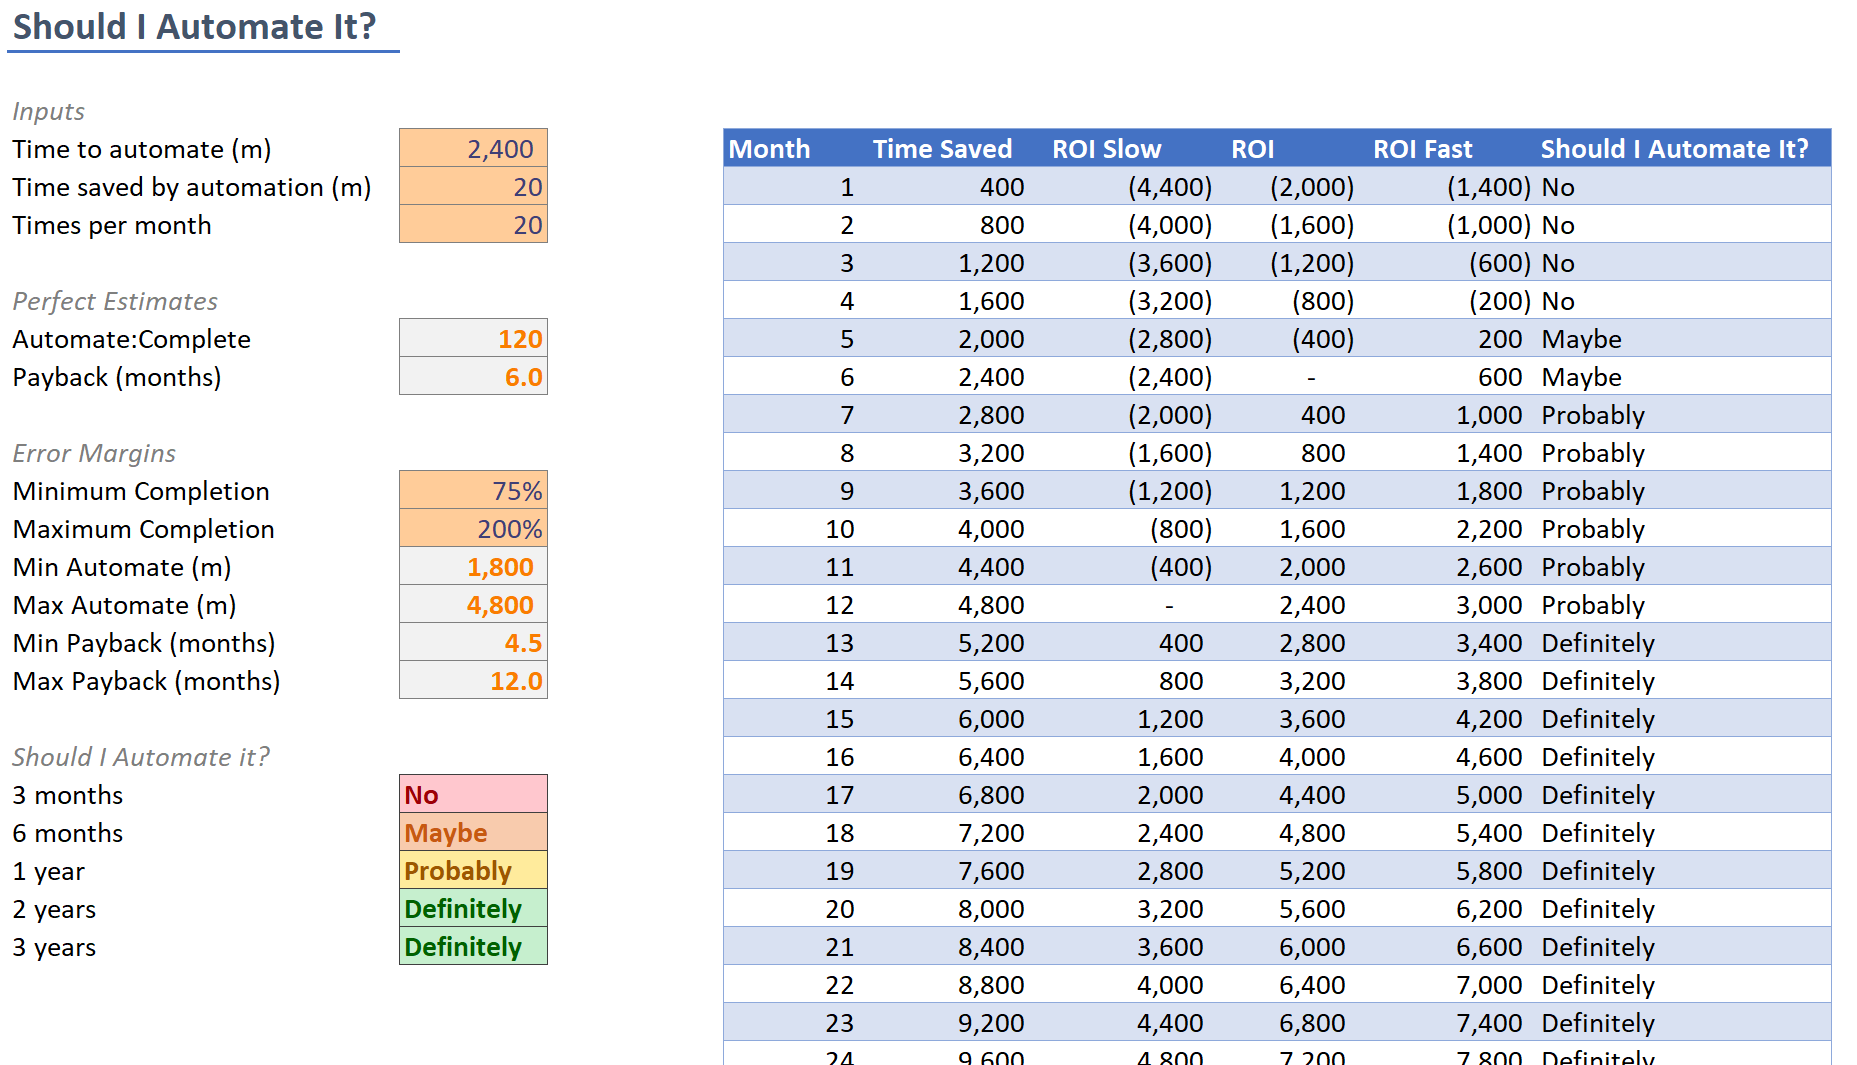 Should I Automate It?
Inputs
Time to automate (m) 2,400
Time saved by automation (m) 20
Times per month 20
Perfect Estimates
Automate:Complete 120
Payback (months) 6.0
Error Margins
Minimum Completion 75%
Maximum Completion 200%
Min Automate (m) 1,800
Max Automate (m) 4,800
Min Payback (months) 4.5
Max Payback (months) 12.0
Should I Automate it?
3 months No
6 months Maybe
1 year Probably
2 years Definitely
3 years Definitely
Month Time Saved ROI Slow ROI ROI Fast Should I Automate It?
1 400 (4,400) (2,000) (1,400) No
2 800 (4,000) (1,600) (1,000) No
3 1,200 (3,600) (1,200) (600) No
4 1,600 (3,200) (800) (200) No
5 2,000 (2,800) (400) 200 Maybe
6 2,400 (2,400) - 600 Maybe
7 2,800 (2,000) 400 1,000 Probably
8 3,200 (1,600) 800 1,400 Probably
9 3,600 (1,200) 1,200 1,800 Probably
10 4,000 (800) 1,600 2,200 Probably
11 4,400 (400) 2,000 2,600 Probably
12 4,800 - 2,400 3,000 Probably
13 5,200 400 2,800 3,400 Definitely
14 5,600 800 3,200 3,800 Definitely
15 6,000 1,200 3,600 4,200 Definitely
16 6,400 1,600 4,000 4,600 Definitely
17 6,800 2,000 4,400 5,000 Definitely
18 7,200 2,400 4,800 5,400 Definitely
19 7,600 2,800 5,200 5,800 Definitely
20 8,000 3,200 5,600 6,200 Definitely
21 8,400 3,600 6,000 6,600 Definitely
22 8,800 4,000 6,400 7,000 Definitely
23 9,200 4,400 6,800 7,400 Definitely
24 9,600 4,800 7,200 7,800 Definitely